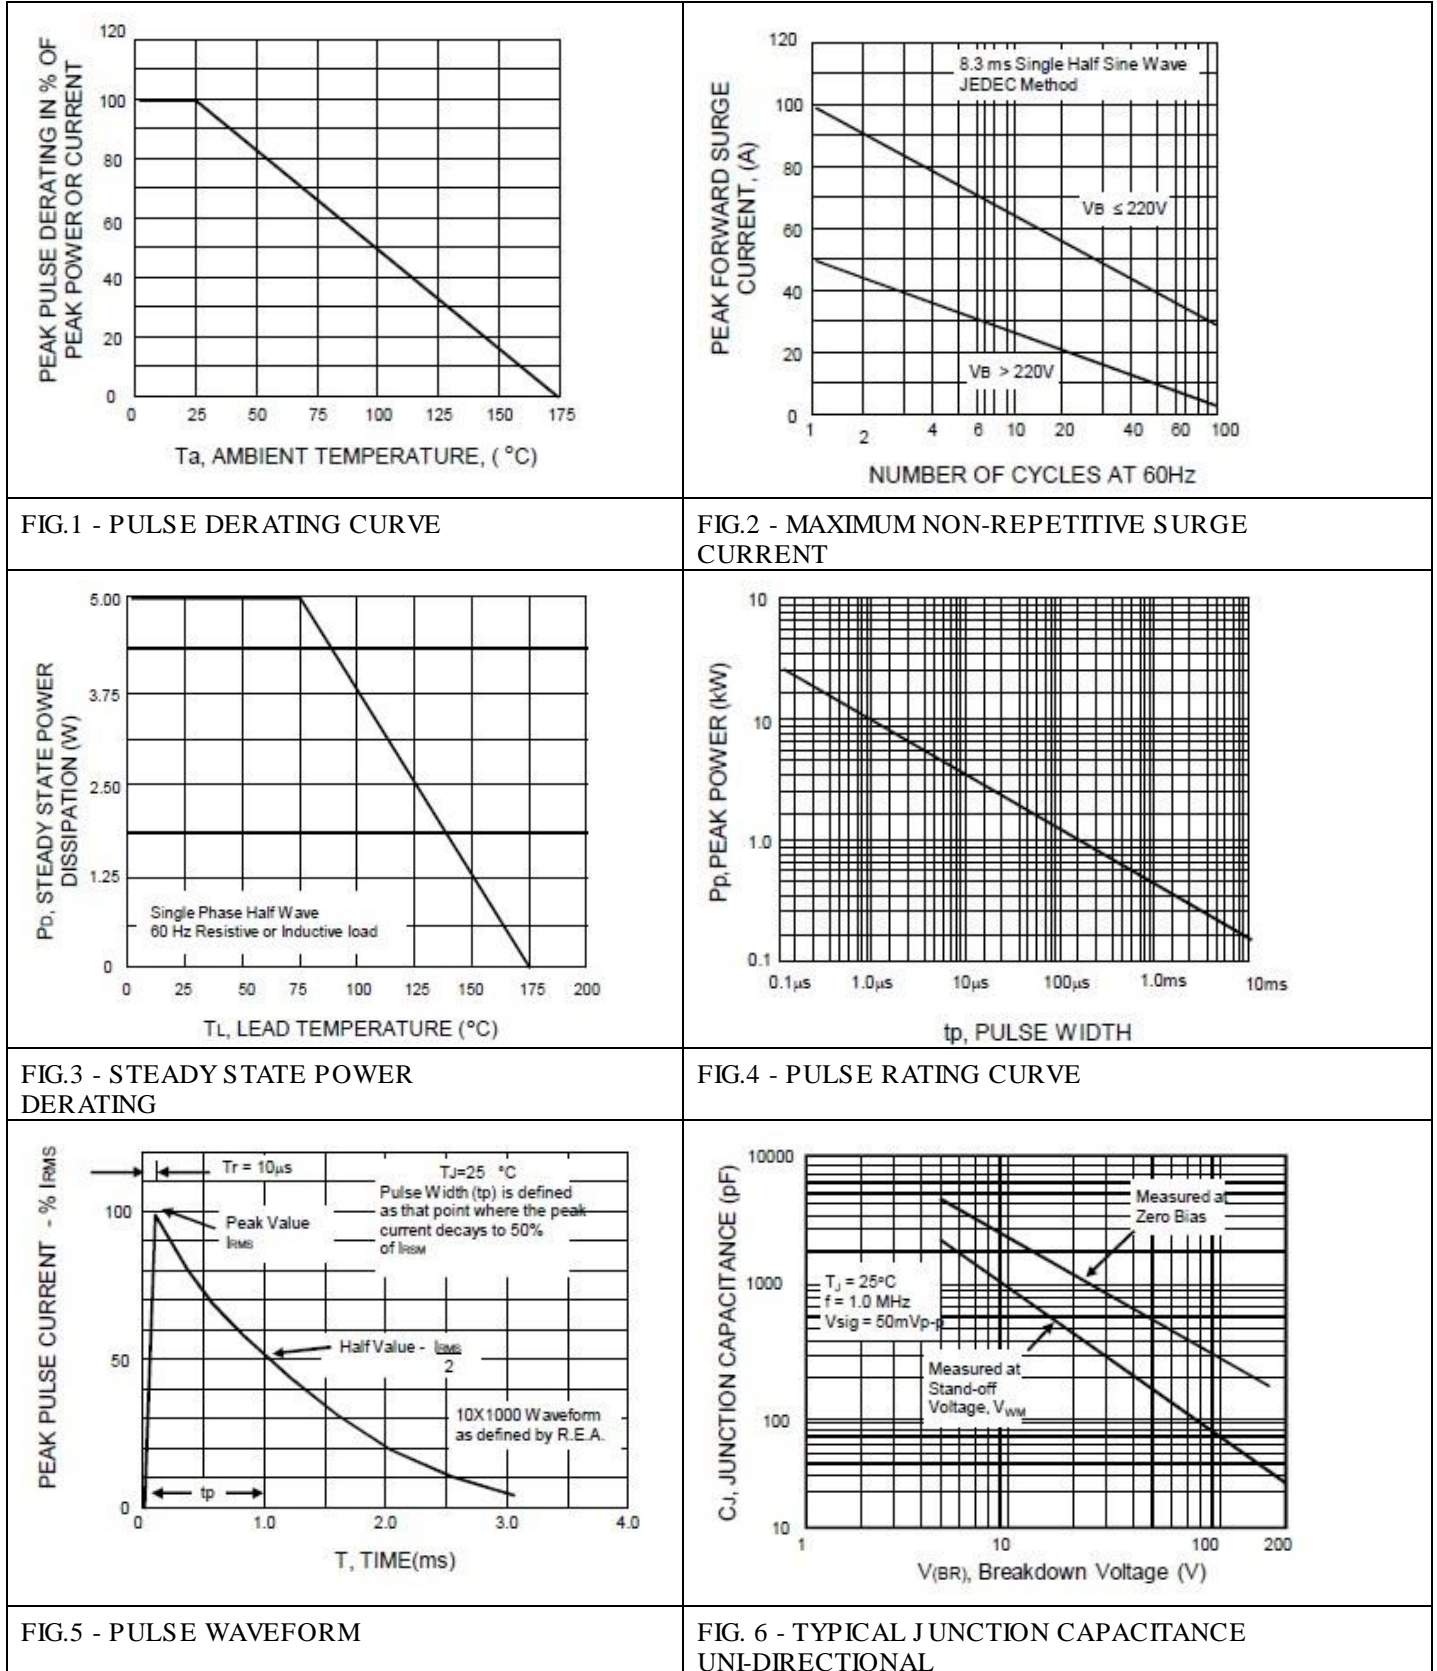 PEAK PULSE DERATING IN % OF
PEAK POWER OR CURRENT
120
100
80
60
40
20
0
0 25 50 75 100 125 150 175
Ta, AMBIENT TEMPERATURE, ( °C)
FIG.1 - PULSE DERATING CURVE
PEAK FORWARD SURGE
CURRENT, (A)
120
100
80
60
40
20
0
8.3 ms Single Half Sine Wave
JEDEC Method
VB ≤ 220V
VB > 220V
1 2 4 6 10 20 40 60 100
NUMBER OF CYCLES AT 60Hz
FIG.2 - MAXIMUM NON-REPETITIVE SURGE
CURRENT
PD, STEADY STATE POWER
DISSIPATION (W)
5.00
3.75
2.50
1.25
0
Single Phase Half Wave
60 Hz Resistive or Inductive load
0 25 50 75 100 125 150 175 200
TL, LEAD TEMPERATURE (°C)
FIG.3 - STEADY STATE POWER
DERATING
Pp, PEAK POWER (kW)
10
10
1.0
0.1
0.1µs 1.0µs 10µs 100µs 1.0ms 10ms
tp, PULSE WIDTH
FIG.4 - PULSE RATING CURVE
PEAK PULSE CURRENT - % IRMS
100
50
0
Tr = 10µs
Peak Value
IRMS
TJ=25 °C
Pulse Width (tp) is defined
as that point where the peak
current decays to 50%
of IRSM
Half Value - IRMS
2
10X1000 Waveform
as defined by R.E.A.
tp
0 1.0 2.0 3.0 4.0
T, TIME(ms)
FIG.5 - PULSE WAVEFORM
CJ, JUNCTION CAPACITANCE (pF)
10000
1000
100
10
Measured at
Zero Bias
TJ = 25°C
f = 1.0 MHz
Vsig = 50mVp-p
Measured at
Stand-off
Voltage, VWM
1 10 100 200
V(BR), Breakdown Voltage (V)
FIG. 6 - TYPICAL JUNCTION CAPACITANCE
UNI-DIRECTIONAL